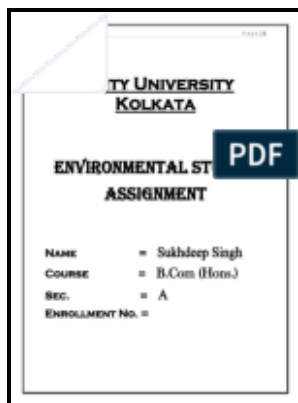 TY UNIVERSITY
KOLKATA
PDF
ENVIRONMENTAL ST
ASSIGNMENT
NAME = Sukhdeep Singh
COURSE = B.Com (Hons.)
SEC. = A
ENROLLMENT NO. =